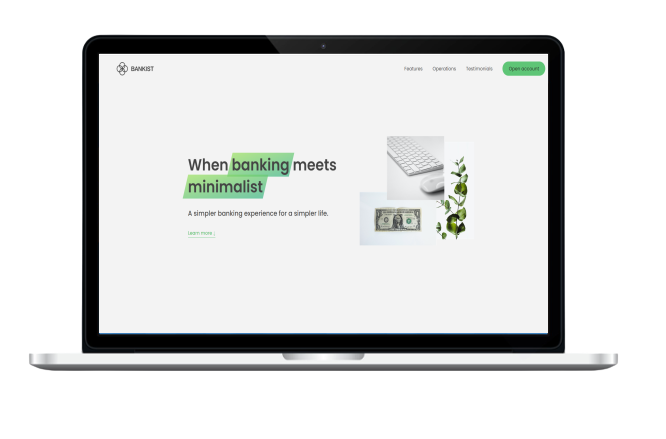 BANKIST
Features Operations Testimonials Open account
When banking meets
minimalist
A simpler banking experience for a simpler life.
Learn more ↓